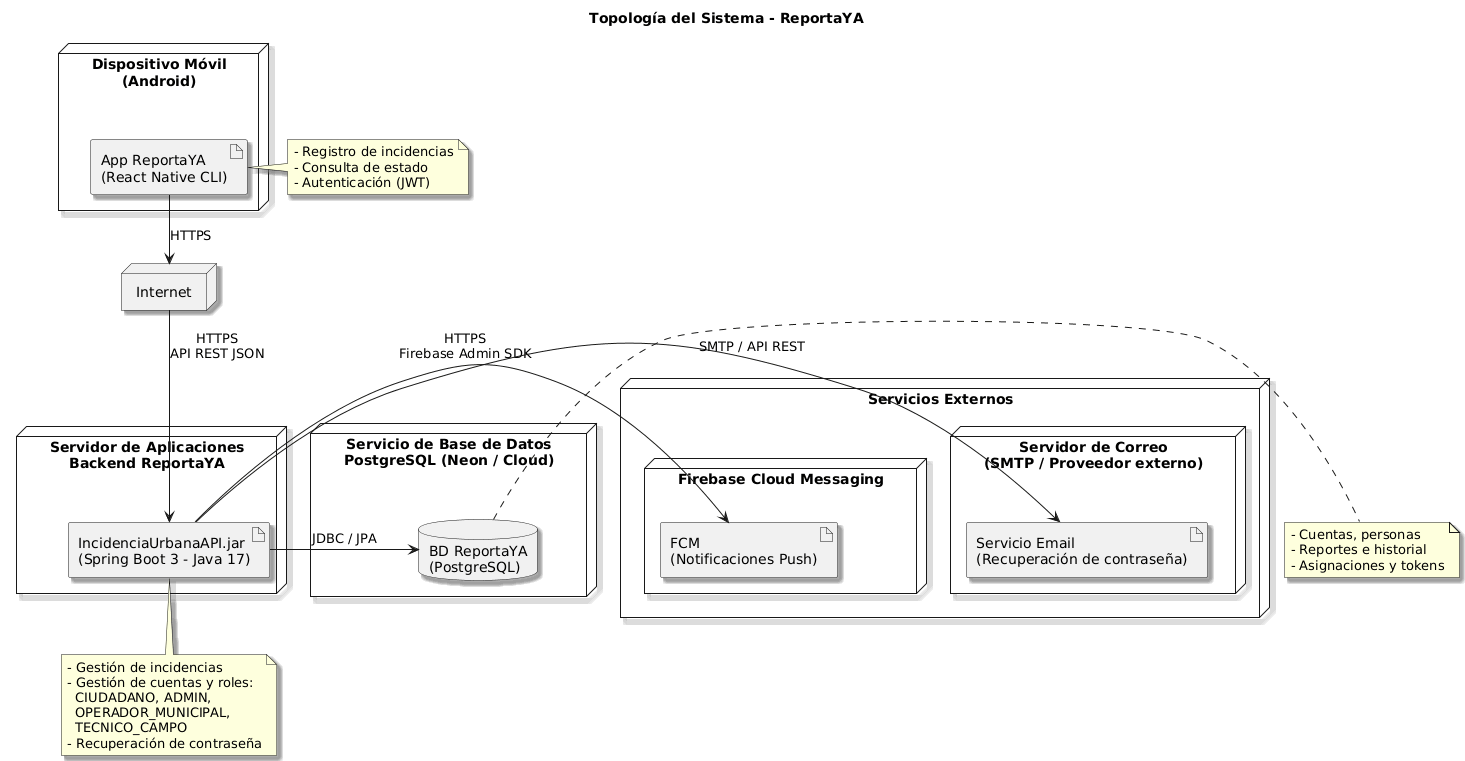 Topología del Sistema - ReportaYA
Dispositivo Móvil
(Android)
App ReportaYA
(React Native CLI)
- Registro de incidencias
- Consulta de estado
- Autenticación (JWT)
HTTPS
Internet
HTTPS
API REST JSON
HTTPS
Firebase Admin SDK
SMTP / API REST
Servidor de Aplicaciones
Backend ReportaYA
IncidenciaUrbanaAPI.jar
(Spring Boot 3 - Java 17)
JDBC / JPA
Servicio de Base de Datos
PostgreSQL (Neon / Cloud)
BD ReportaYA
(PostgreSQL)
Servicios Externos
Firebase Cloud Messaging
FCM
(Notificaciones Push)
Servidor de Correo
(SMTP / Proveedor externo)
Servicio Email
(Recuperación de contraseña)
- Cuentas, personas
- Reportes e historial
- Asignaciones y tokens
- Gestión de incidencias
- Gestión de cuentas y roles:
CIUDADANO, ADMIN,
OPERADOR_MUNICIPAL,
TECNICO_CAMPO
- Recuperación de contraseña